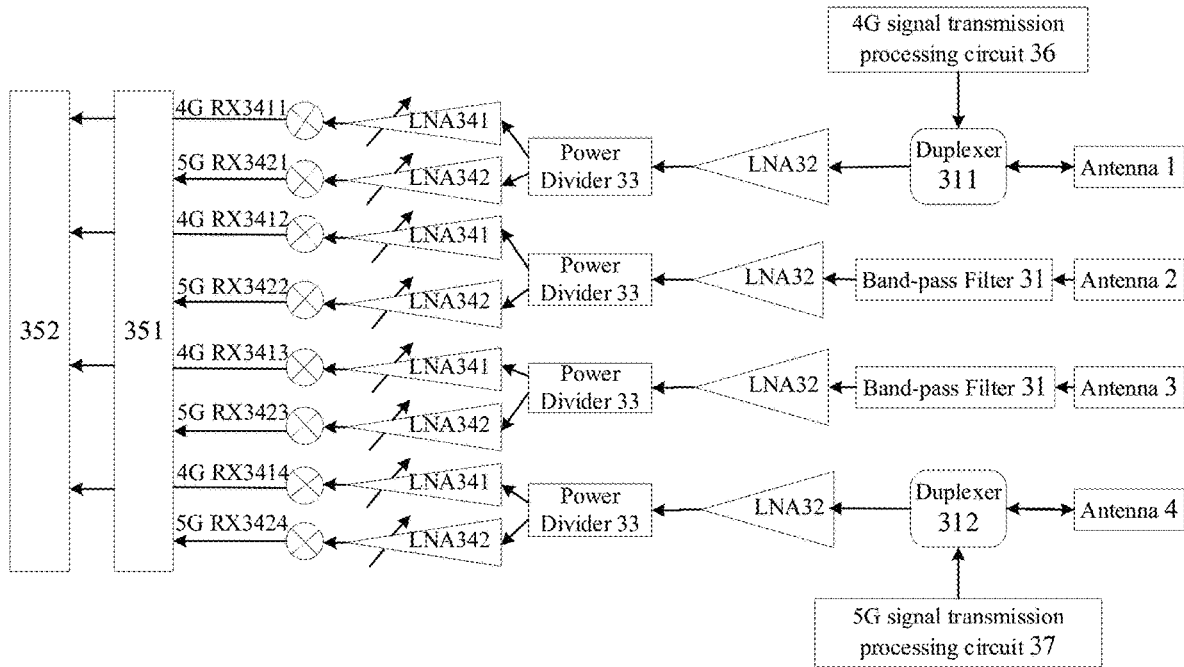 4G signal transmission
processing circuit 36
4G RX3411
LNA341
Power
Divider 33
LNA32
Duplexer
311
Antenna 1
5G RX3421
LNA342
4G RX3412
LNA341
Power
Divider 33
LNA32
Band-pass Filter 31
Antenna 2
5G RX3422
LNA342
352
351
4G RX3413
LNA341
Power
Divider 33
LNA32
Band-pass Filter 31
Antenna 3
5G RX3423
LNA342
4G RX3414
LNA341
Power
Divider 33
LNA32
Duplexer
312
Antenna 4
5G RX3424
LNA342
5G signal transmission
processing circuit 37